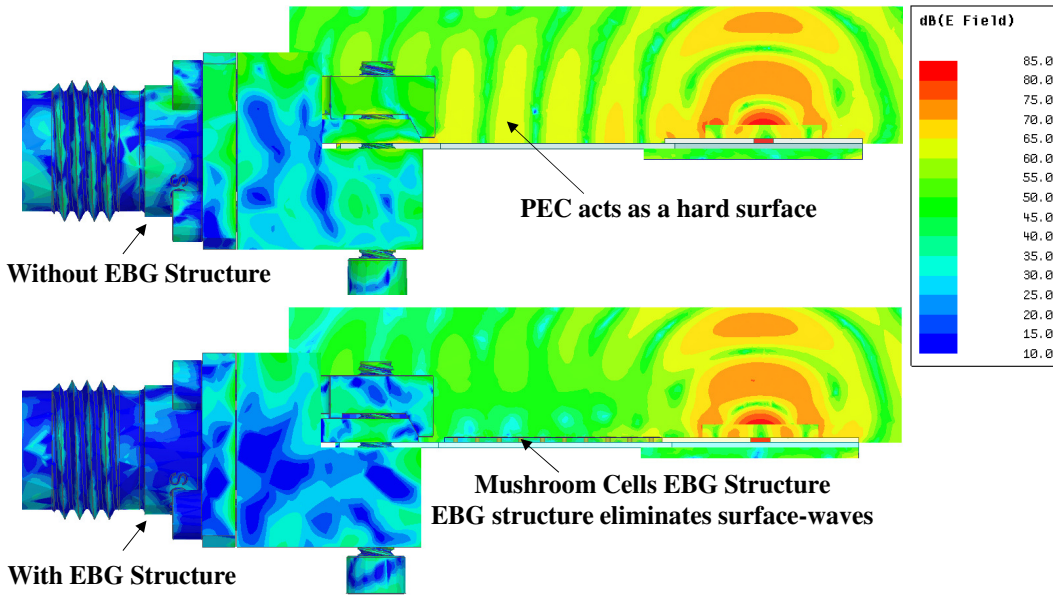 dB(E Field)
85.0
80.0
75.0
70.0
65.0
60.0
55.0
50.0
45.0
40.0
35.0
30.0
25.0
20.0
15.0
10.0
PEC acts as a hard surface
Without EBG Structure
Mushroom Cells EBG Structure
EBG structure eliminates surface-waves
With EBG Structure